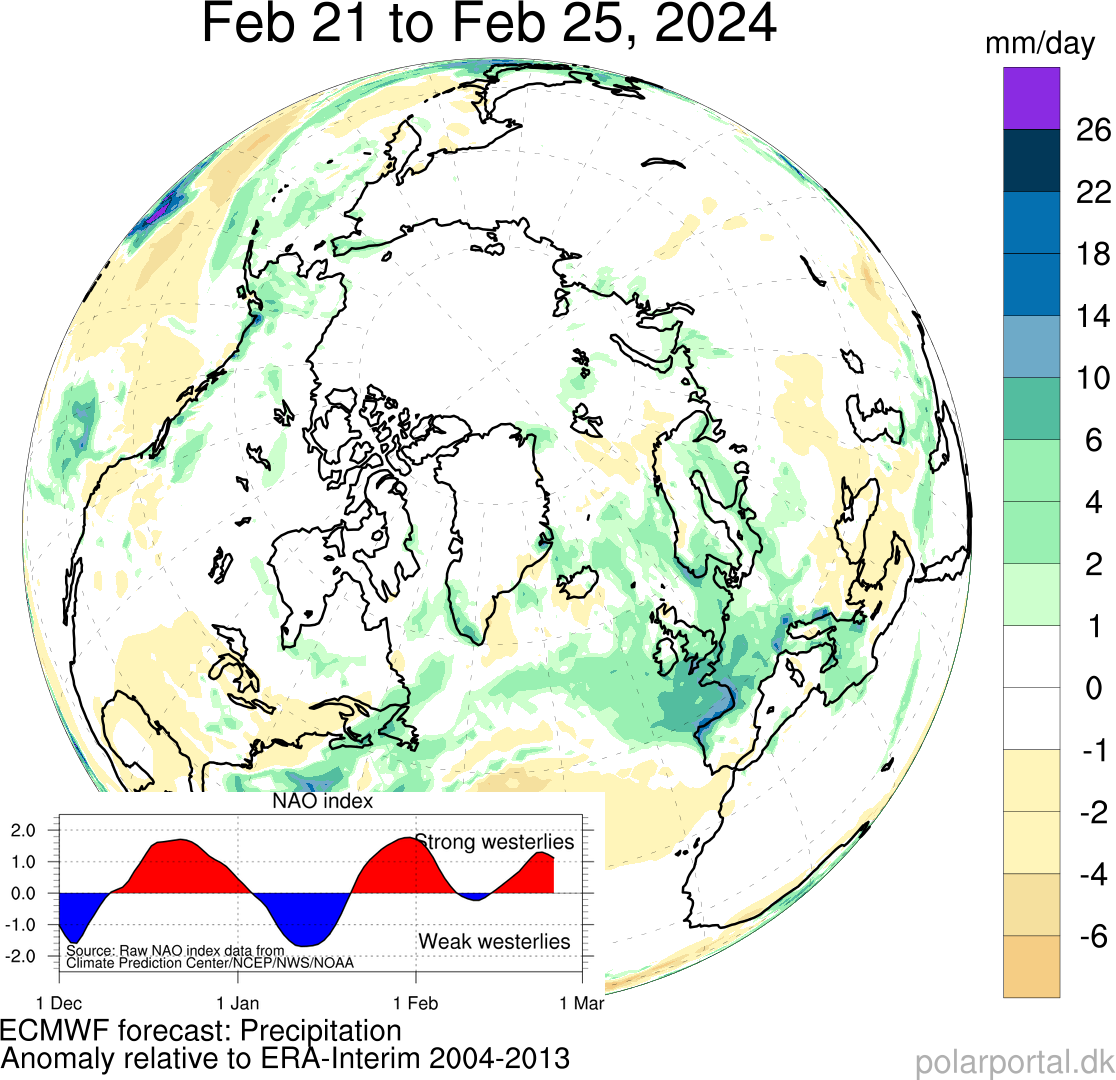 Feb 21 to Feb 25, 2024
mm/day
26
22
18
14
10
6
4
2
1
0
-1
-2
-4
-6
NAO index
2.0
Strong westerlies
1.0
0.0
-1.0
Weak westerlies
Source: Raw NAO index data from
-2.0
Climate Prediction Center/NCEP/NWS/NOAA
1 Dec 1 Jan 1 Feb 1 Mar
ECMWF forecast: Precipitation
Anomaly relative to ERA-Interim 2004-2013
polarportal.dk